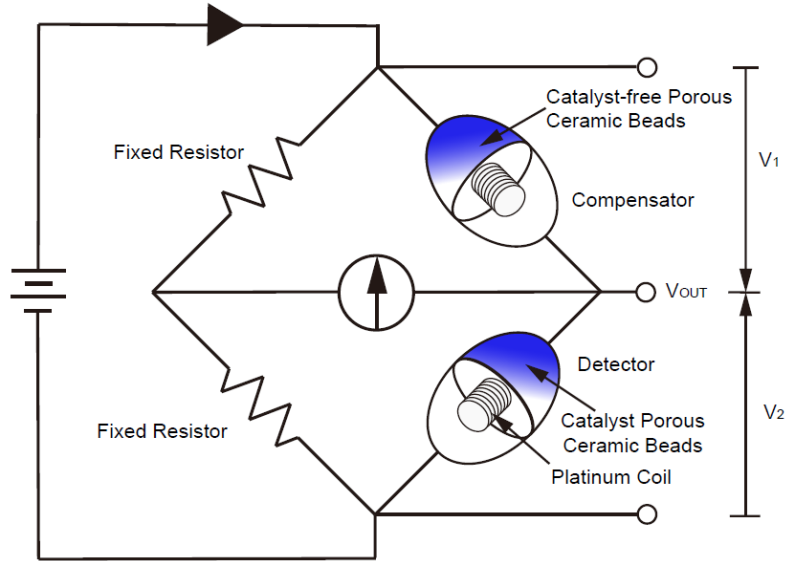 Catalyst-free Porous
Ceramic Beads
Fixed Resistor
V1
Compensator
VOUT
Detector
Catalyst Porous
Ceramic Beads
V2
Fixed Resistor
Platinum Coil